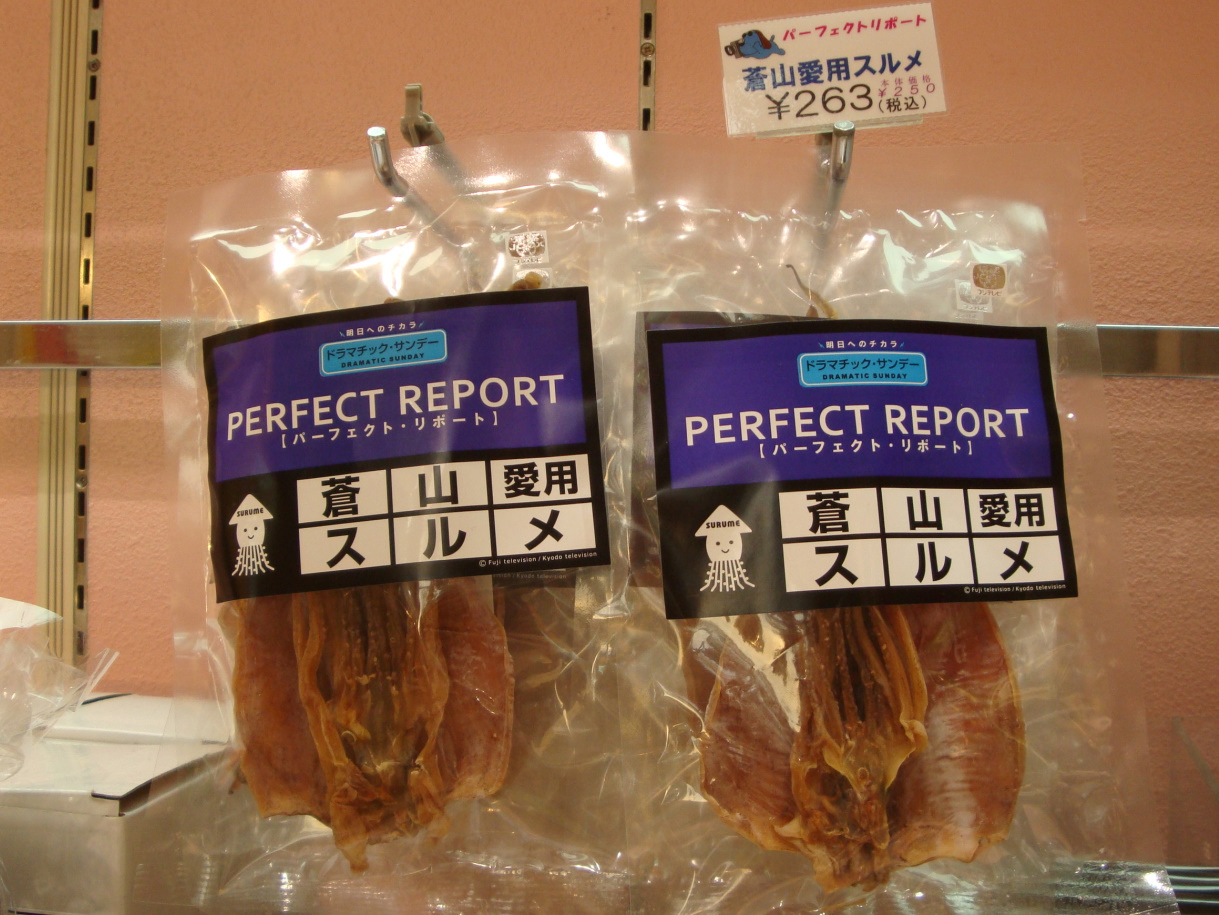 パーフェクトリポート
蒼山愛用スルメ
本体価格
¥250
¥263(税込)
明日へのチカラ
ドラマチック・サンデー
DRAMATIC SUNDAY
PERFECT REPORT
【パーフェクト・リポート】
SURUME
蒼山愛用
スルメ
©Fuji television / Kyodo television
フジテレビ
明日へのチカラ
ドラマチック・サンデー
DRAMATIC SUNDAY
PERFECT REPORT
【パーフェクト・リポート】
SURUME
蒼山愛用
スルメ
©Fuji television / Kyodo television